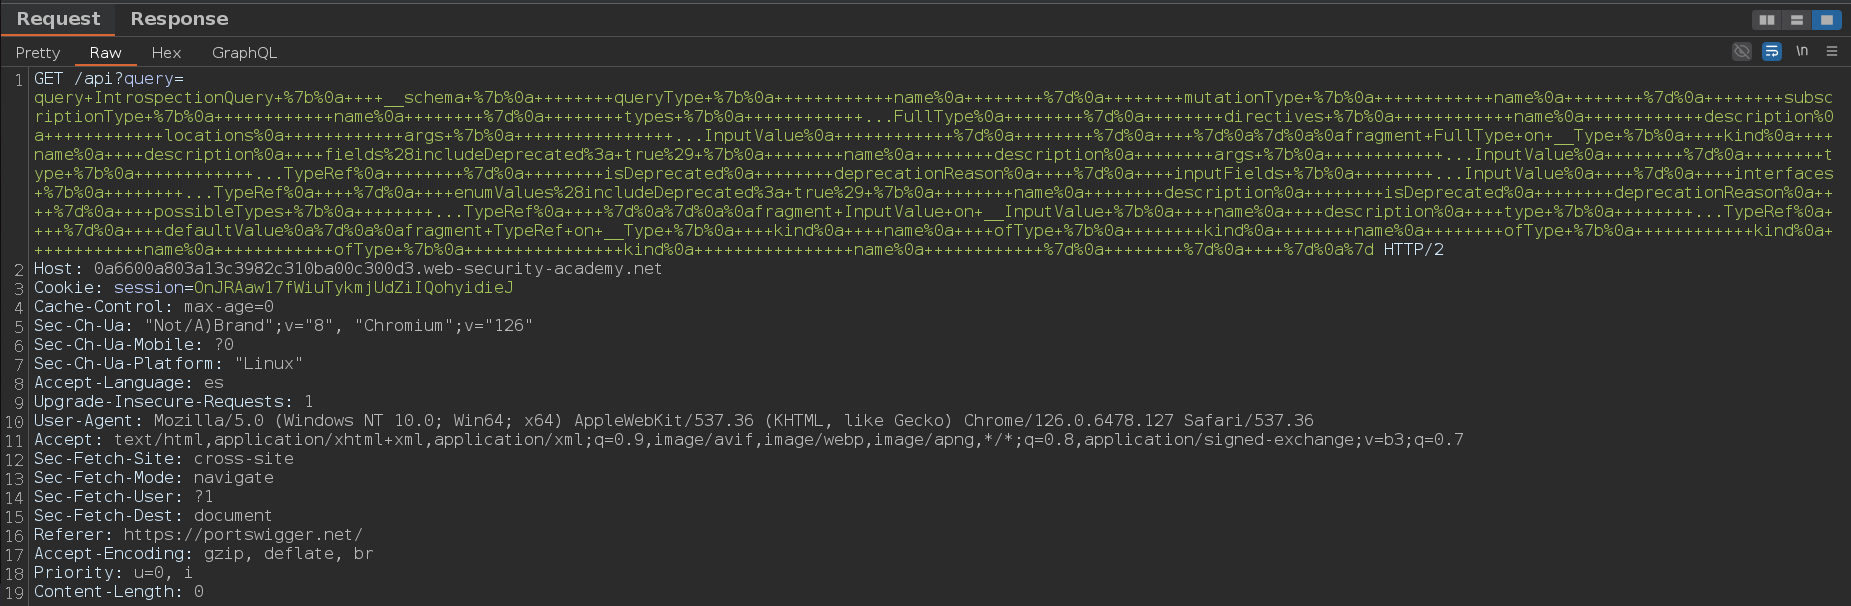 Request Response
Pretty Raw Hex GraphQL \n
1 GET /api?query=
query+IntrospectionQuery+%7b%0a++++__schema+%7b%0a++++++++queryType+%7b%0a++++++++++++name%0a++++++++%7d%0a++++++++mutationType+%7b%0a++++++++++++name%0a++++++++%7d%0a++++++++subsc
riptionType+%7b%0a++++++++++++name%0a++++++++%7d%0a++++++++types+%7b%0a++++++++++++...FullType%0a++++++++%7d%0a++++++++directives+%7b%0a++++++++++++name%0a++++++++++++description%0
a++++++++++++locations%0a++++++++++++args+%7b%0a++++++++++++++++...InputValue%0a++++++++++++%7d%0a++++++++%7d%0a++++%7d%0a%7d%0a%0afragment+FullType+on+__Type+%7b%0a++++kind%0a++++
name%0a++++description%0a++++fields%28includeDeprecated%3a+true%29+%7b%0a++++++++name%0a++++++++description%0a++++++++args+%7b%0a++++++++++++...InputValue%0a++++++++%7d%0a++++++++t
ype+%7b%0a++++++++++++...TypeRef%0a++++++++%7d%0a++++++++isDeprecated%0a++++++++deprecationReason%0a++++%7d%0a++++inputFields+%7b%0a++++++++...InputValue%0a++++%7d%0a++++interfaces
+%7b%0a++++++++...TypeRef%0a++++%7d%0a++++enumValues%28includeDeprecated%3a+true%29+%7b%0a++++++++name%0a++++++++description%0a++++++++isDeprecated%0a++++++++deprecationReason%0a++
++%7d%0a++++possibleTypes+%7b%0a++++++++...TypeRef%0a++++%7d%0a%7d%0a%0afragment+InputValue+on+__InputValue+%7b%0a++++name%0a++++description%0a++++type+%7b%0a++++++++...TypeRef%0a+
+++%7d%0a++++defaultValue%0a%7d%0a%0afragment+TypeRef+on+__Type+%7b%0a++++kind%0a++++name%0a++++ofType+%7b%0a++++++++kind%0a++++++++name%0a++++++++ofType+%7b%0a++++++++++++kind%0a+
+++++++++++name%0a++++++++++++ofType+%7b%0a++++++++++++++++kind%0a++++++++++++++++name%0a++++++++++++%7d%0a++++++++%7d%0a++++%7d%0a%7d HTTP/2
2 Host: 0a6600a803a13c3982c310ba00c300d3.web-security-academy.net
3 Cookie: session=OnJRAaw17fWiuTykmjUdZiIQohyidieJ
4 Cache-Control: max-age=0
5 Sec-Ch-Ua: "Not/A)Brand";v="8", "Chromium";v="126"
6 Sec-Ch-Ua-Mobile: ?0
7 Sec-Ch-Ua-Platform: "Linux"
8 Accept-Language: es
9 Upgrade-Insecure-Requests: 1
10 User-Agent: Mozilla/5.0 (Windows NT 10.0; Win64; x64) AppleWebKit/537.36 (KHTML, like Gecko) Chrome/126.0.6478.127 Safari/537.36
11 Accept: text/html,application/xhtml+xml,application/xml;q=0.9,image/avif,image/webp,image/apng,*/*;q=0.8,application/signed-exchange;v=b3;q=0.7
12 Sec-Fetch-Site: cross-site
13 Sec-Fetch-Mode: navigate
14 Sec-Fetch-User: ?1
15 Sec-Fetch-Dest: document
16 Referer: https://portswigger.net/
17 Accept-Encoding: gzip, deflate, br
18 Priority: u=0, i
19 Content-Length: 0